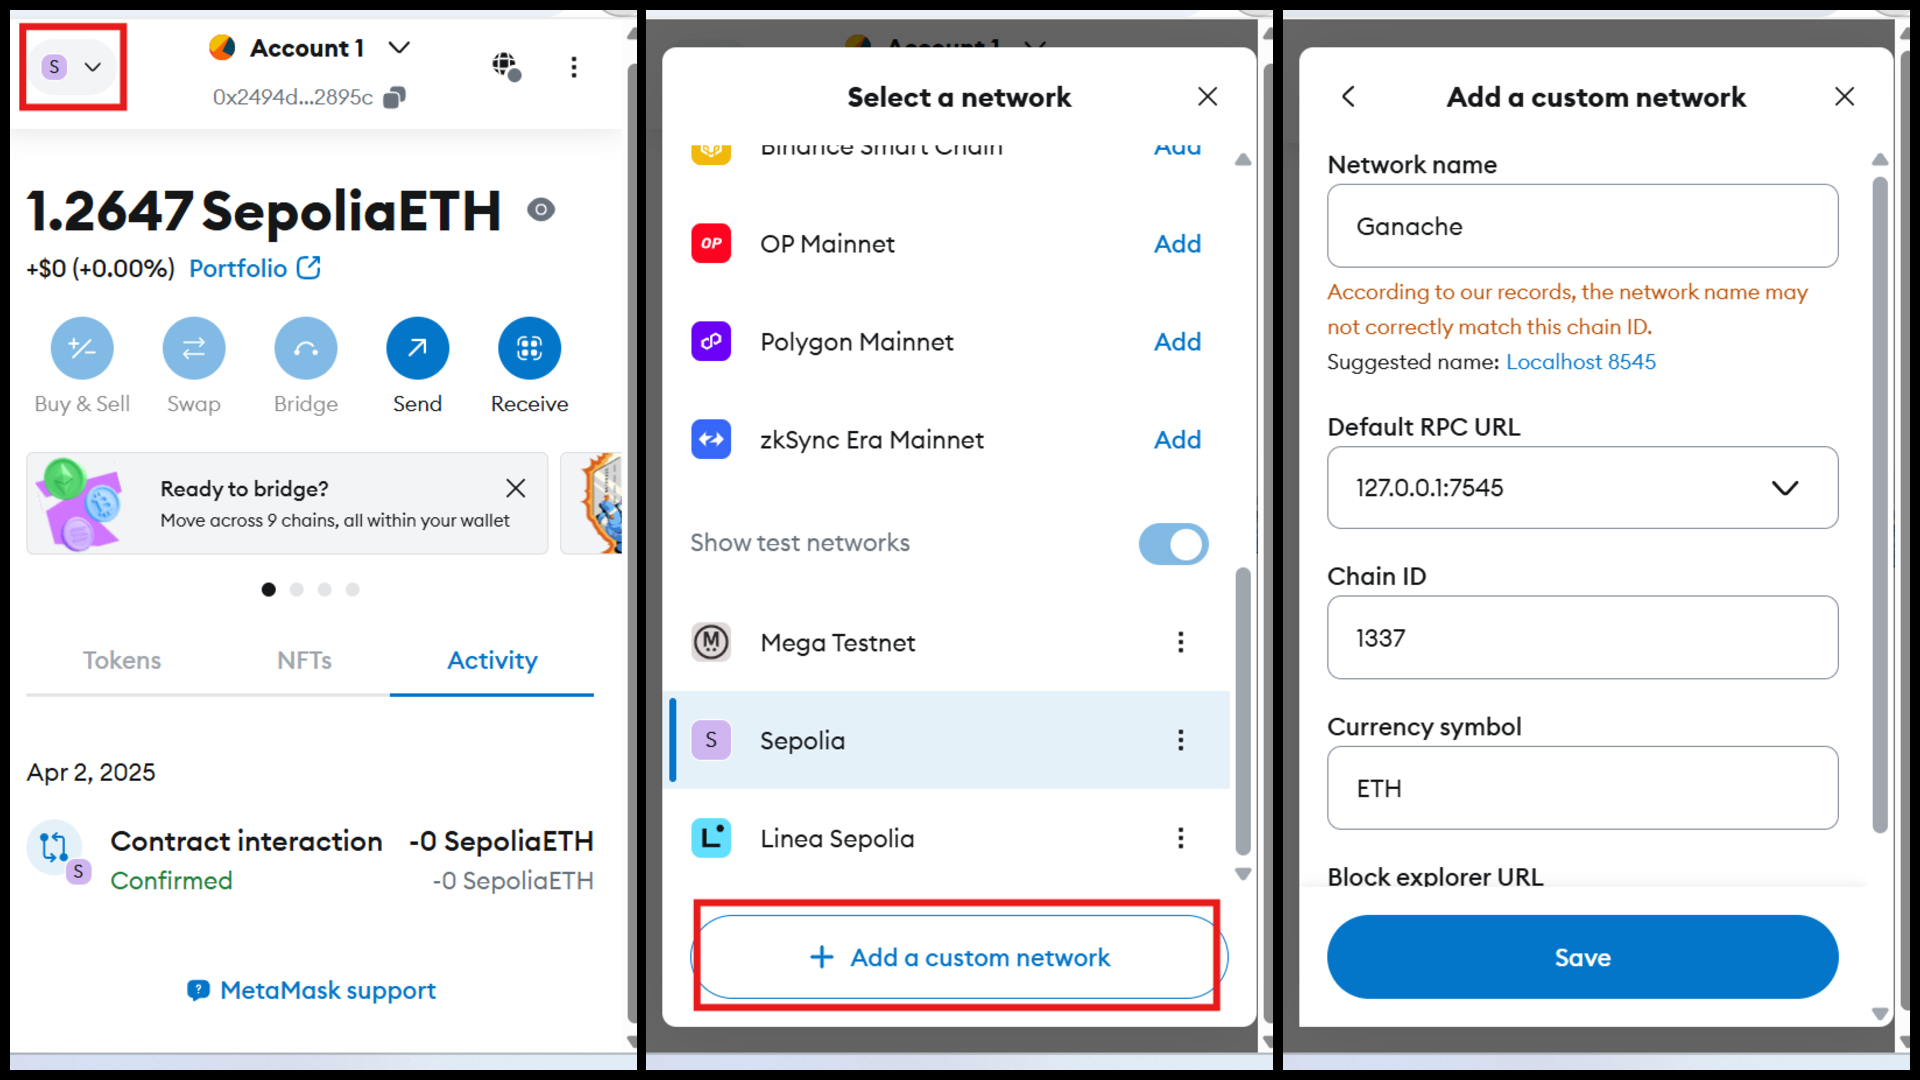 S
Account 1
0x2494d...2895c
1.2647 SepoliaETH
+$0 (+0.00%) Portfolio
Buy & Sell
Swap
Bridge
Send
Receive
Ready to bridge?
Move across 9 chains, all within your wallet
Tokens
NFTs
Activity
Apr 2, 2025
Contract interaction
-0 SepoliaETH
S
Confirmed
-0 SepoliaETH
? MetaMask support
Account 1
Select a network
Binance Smart Chain
Add
OP
OP Mainnet
Add
Polygon Mainnet
Add
zkSync Era Mainnet
Add
Show test networks
M
Mega Testnet
S
Sepolia
L
Linea Sepolia
+ Add a custom network
Add a custom network
Network name
Ganache
According to our records, the network name may
not correctly match this chain ID.
Suggested name: Localhost 8545
Default RPC URL
127.0.0.1:7545
Chain ID
1337
Currency symbol
ETH
Block explorer URL
Save